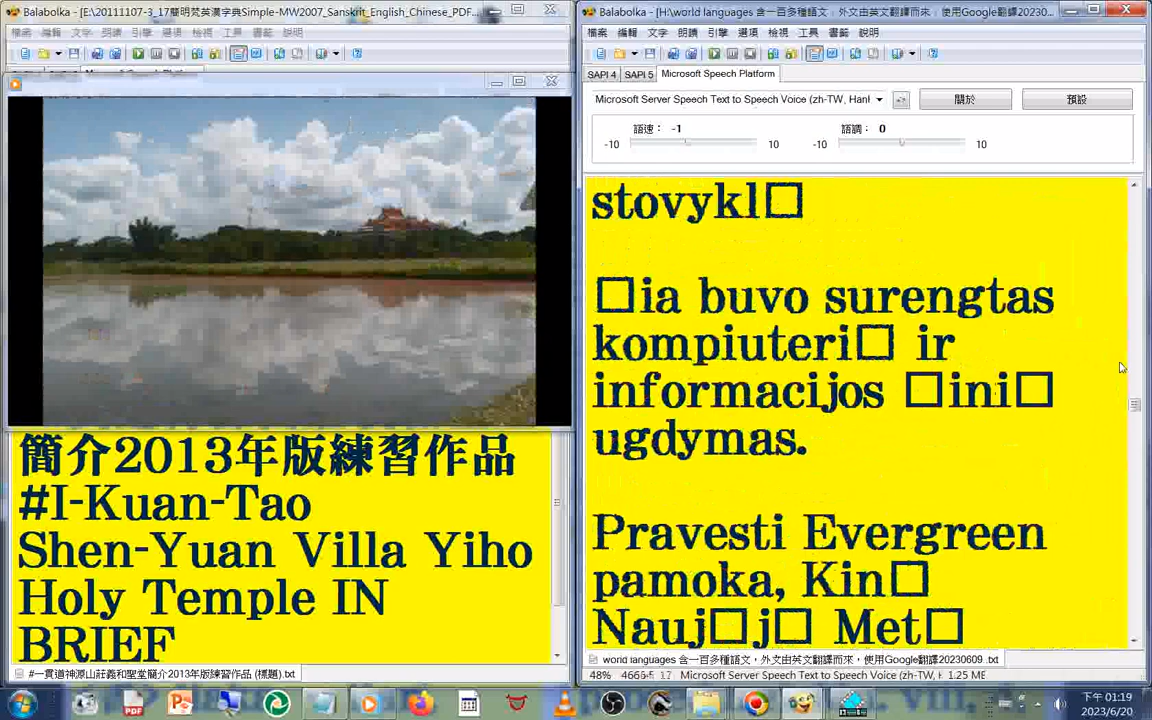 Balabolka - [E:\20111107-3_17簡明梵英漢字典Simple-MW2007_Sanskrit_English_Chinese_PDF...
檔案 編輯 文字 朗讀 引擎 選項 檢視 工具 書籤 說明
簡介2013年版練習作品
#I-Kuan-Tao
Shen-Yuan Villa Yiho
Holy Temple IN
BRIEF
#一貫道神源山莊義和聖堂簡介2013年版練習作品 (標題).txt
Balabolka - [H:\world languages 含一百多種語文，外文由英文翻譯而來，使用Google翻譯20230...
檔案 編輯 文字 朗讀 引擎 選項 檢視 工具 書籤 說明
SAPI 4 SAPI 5 Microsoft Speech Platform
Microsoft Server Speech Text to Speech Voice (zh-TW, Hanl 關於 預設
語速： -1 語調： 0
-10 10 -10 10
stovykl□
□ia buvo surengtas
kompiuteri□ ir
informacijos □ini□
ugdymas.
Pravesti Evergreen
pamoka, Kin□
Nauj□j□ Met□
world languages 含一百多種語文，外文由英文翻譯而來，使用Google翻譯20230609 .txt
48% Microsoft Server Speech Text to Speech Voice (zh-TW, 1.25 MB
下午 01:19
2023/6/20